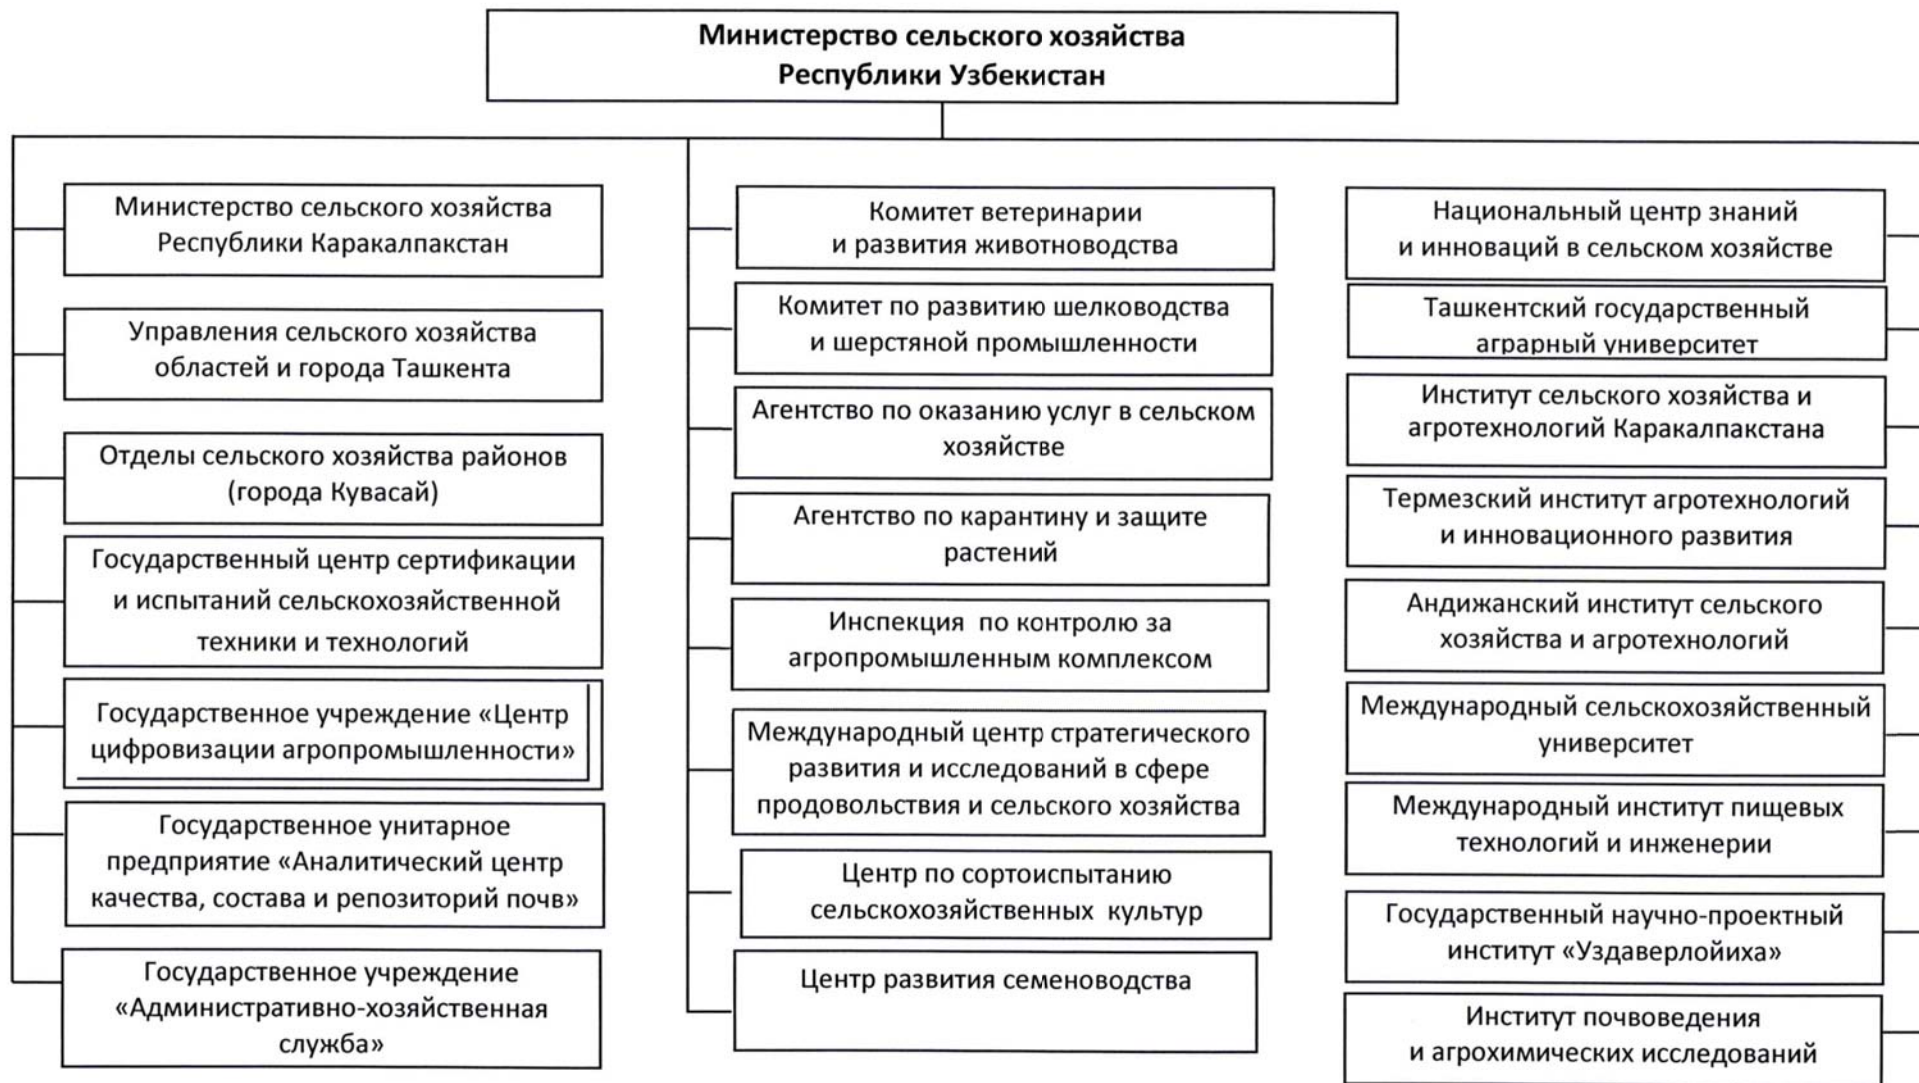 Министерство сельского хозяйства
Республики Узбекистан
Министерство сельского хозяйства
Республики Каракалпакстан
Управления сельского хозяйства
областей и города Ташкента
Отделы сельского хозяйства районов
(города Кувасай)
Государственный центр сертификации
и испытаний сельскохозяйственной
техники и технологий
Государственное учреждение «Центр
цифровизации агропромышленности»
Государственное унитарное
предприятие «Аналитический центр
качества, состава и репозиторий почв»
Государственное учреждение
«Административно-хозяйственная
служба»
Комитет ветеринарии
и развития животноводства
Комитет по развитию шелководства
и шерстяной промышленности
Агентство по оказанию услуг в сельском
хозяйстве
Агентство по карантину и защите
растений
Инспекция по контролю за
агропромышленным комплексом
Международный центр стратегического
развития и исследований в сфере
продовольствия и сельского хозяйства
Центр по сортоиспытанию
сельскохозяйственных культур
Центр развития семеноводства
Национальный центр знаний
и инноваций в сельском хозяйстве
Ташкентский государственный
аграрный университет
Институт сельского хозяйства и
агротехнологий Каракалпакстана
Термезский институт агротехнологий
и инновационного развития
Андижанский институт сельского
хозяйства и агротехнологий
Международный сельскохозяйственный
университет
Международный институт пищевых
технологий и инженерии
Государственный научно-проектный
институт «Уздаверлойиха»
Институт почвоведения
и агрохимических исследований